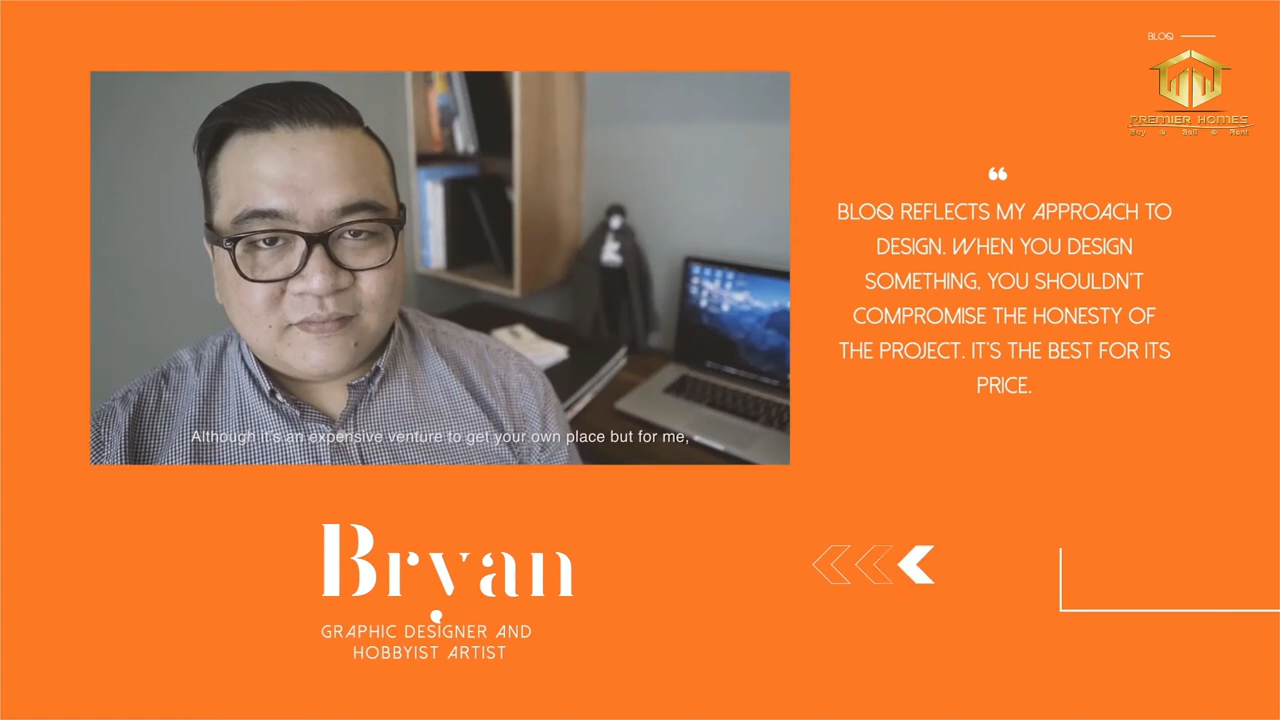 BLOQ
PREMIER HOMES
Buy & Sell & Rent
“
BLOQ REFLECTS MY APPROACH TO
DESIGN. WHEN YOU DESIGN
SOMETHING, YOU SHOULDN'T
COMPROMISE THE HONESTY OF
THE PROJECT. IT'S THE BEST FOR ITS
PRICE.
Although it's an expensive venture to get your own place but for me,
Bryan
GRAPHIC DESIGNER AND
HOBBYIST ARTIST